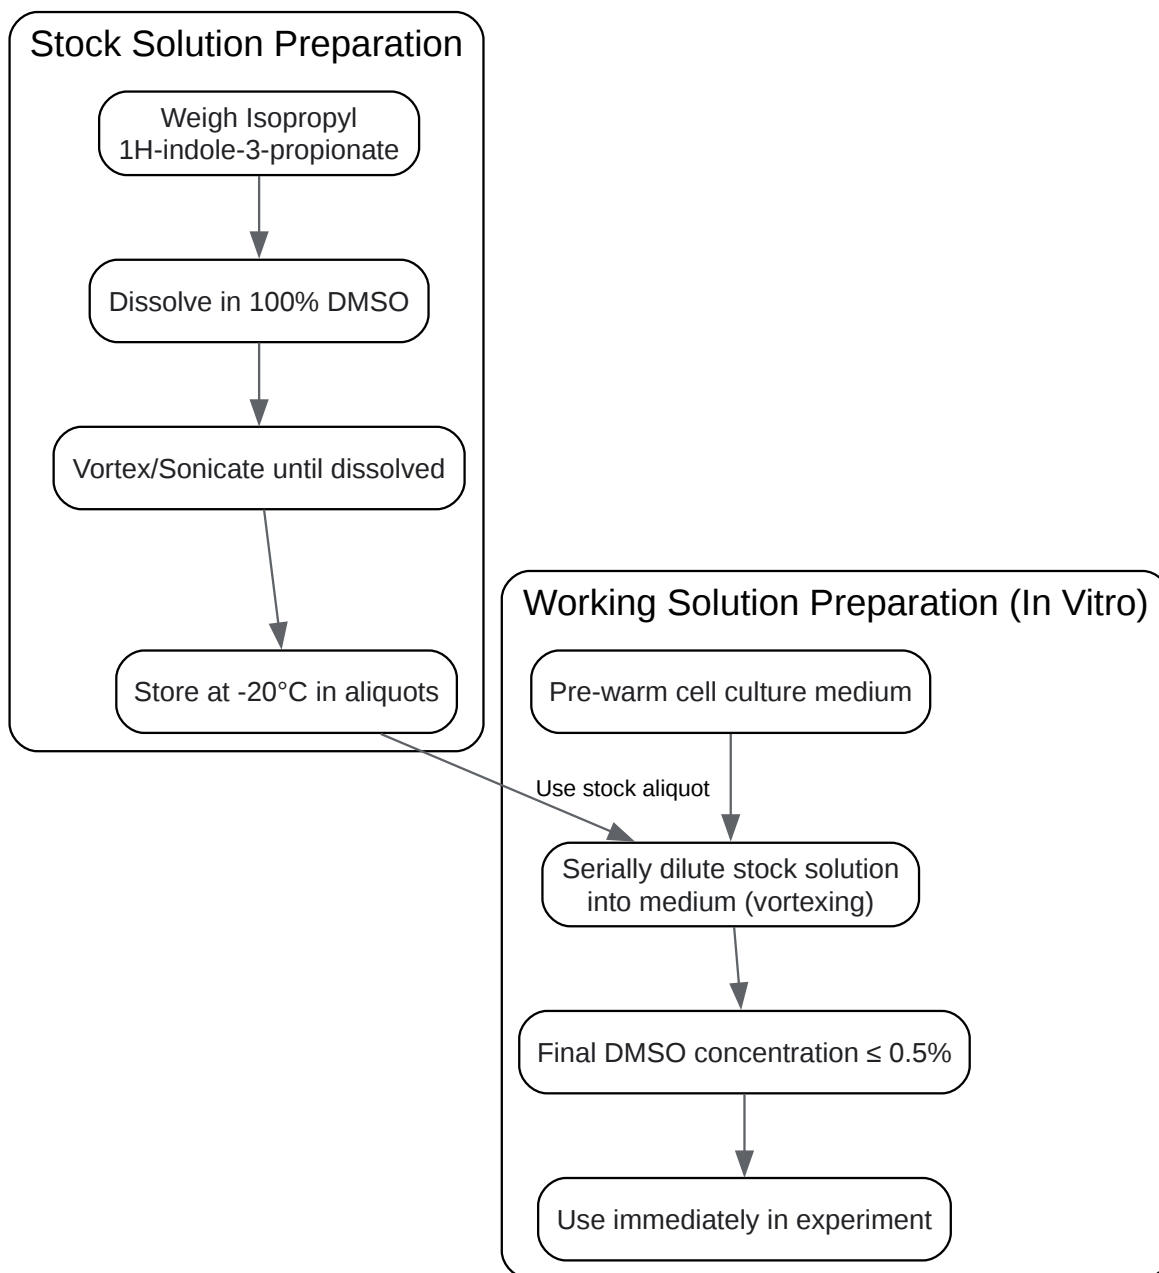 Stock Solution Preparation
Weigh Isopropyl
1H-indole-3-propionate
Dissolve in 100% DMSO
Vortex/Sonicate until dissolved
Store at -20°C in aliquots
Working Solution Preparation (In Vitro)
Pre-warm cell culture medium
Use stock aliquot
Serially dilute stock solution
into medium (vortexing)
Final DMSO concentration ≤ 0.5%
Use immediately in experiment